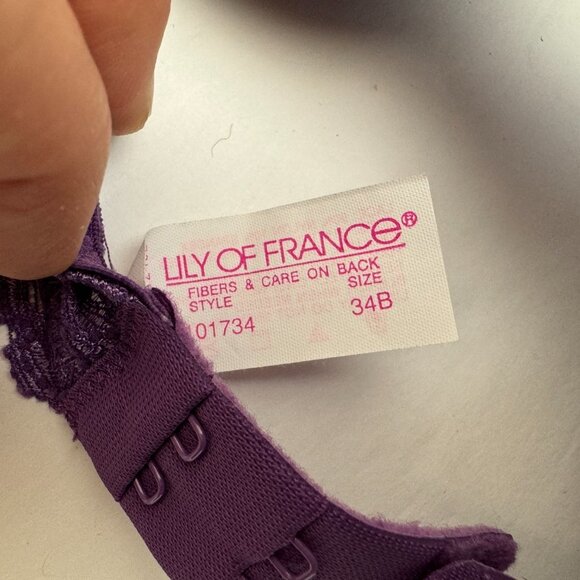 LILY OF FRANCE®
FIBERS & CARE ON BACK
STYLE SIZE
01734 34B